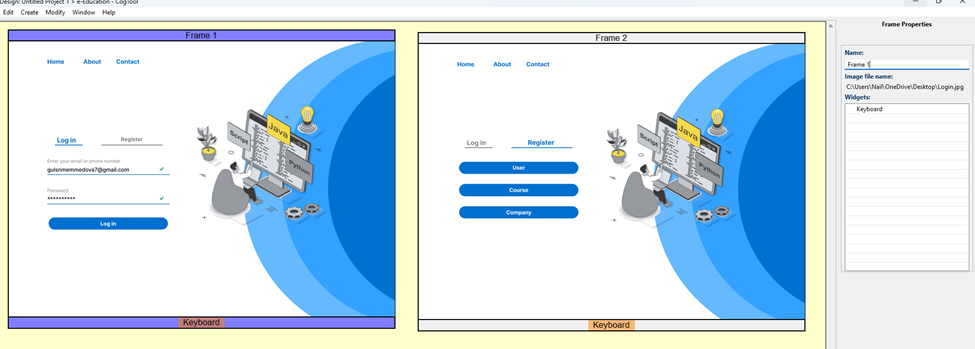 Design: Untitled Project 1 > e-Education - CogTool
Edit Create Modify Window Help
Frame 1
Home About Contact
Log in Register
Enter your email or phone number
gulsnmemmedova7@gmail.com
Password
**********
Log in
Script
Java
Python
Keyboard
Frame 2
Home About Contact
Log in Register
User
Course
Company
Script
Java
Python
Keyboard
Frame Properties
Name:
Frame 1
Image file name:
C:\Users\Nail\OneDrive\Desktop\Login.jpg
Widgets:
Keyboard